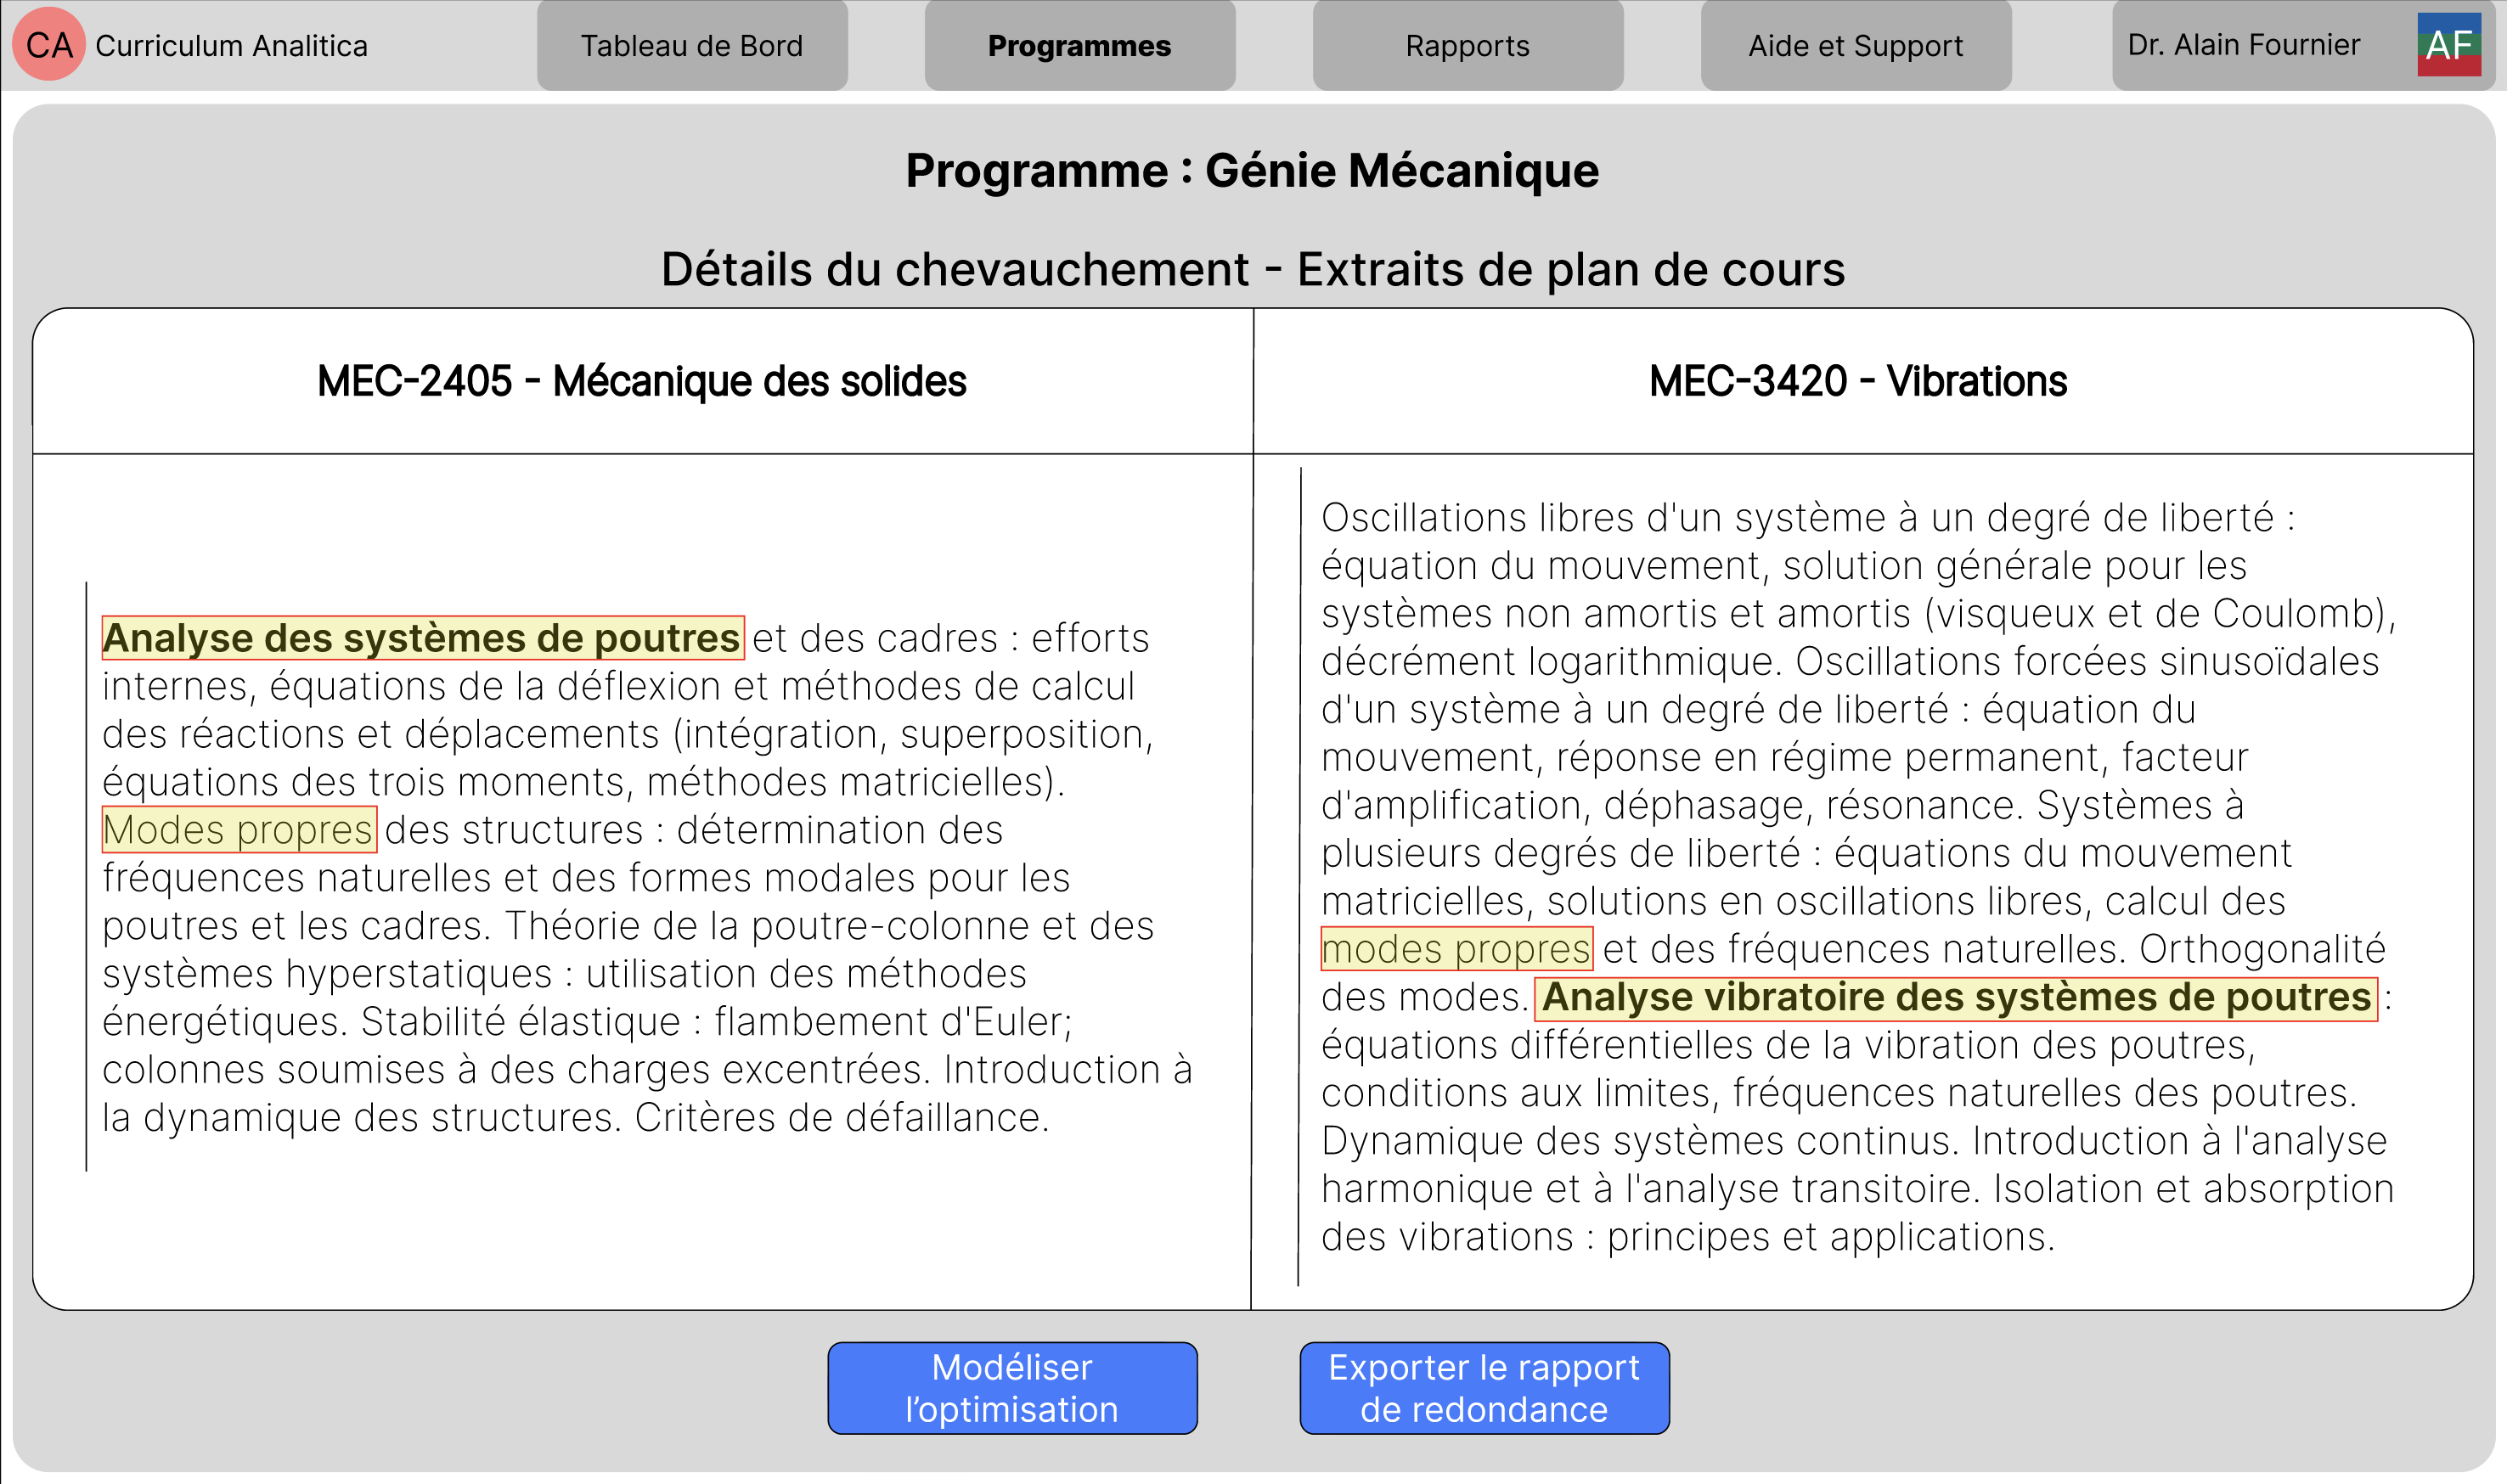 CA Curriculum Analitica
Tableau de Bord
Programmes
Rapports
Aide et Support
Dr. Alain Fournier
AF
Programme : Génie Mécanique
Détails du chevauchement - Extraits de plan de cours
MEC-2405 - Mécanique des solides
Analyse des systèmes de poutres et des cadres : efforts
internes, équations de la déflexion et méthodes de calcul
des réactions et déplacements (intégration, superposition,
équations des trois moments, méthodes matricielles).
Modes propres des structures : détermination des
fréquences naturelles et des formes modales pour les
poutres et les cadres. Théorie de la poutre-colonne et des
systèmes hyperstatiques : utilisation des méthodes
énergétiques. Stabilité élastique : flambement d'Euler;
colonnes soumises à des charges excentrées. Introduction à
la dynamique des structures. Critères de défaillance.
MEC-3420 - Vibrations
Oscillations libres d'un système à un degré de liberté :
équation du mouvement, solution générale pour les
systèmes non amortis et amortis (visqueux et de Coulomb),
décrément logarithmique. Oscillations forcées sinusoïdales
d'un système à un degré de liberté : équation du
mouvement, réponse en régime permanent, facteur
d'amplification, déphasage, résonance. Systèmes à
plusieurs degrés de liberté : équations du mouvement
matricielles, solutions en oscillations libres, calcul des
modes propres et des fréquences naturelles. Orthogonalité
des modes. Analyse vibratoire des systèmes de poutres :
équations différentielles de la vibration des poutres,
conditions aux limites, fréquences naturelles des poutres.
Dynamique des systèmes continus. Introduction à l'analyse
harmonique et à l'analyse transitoire. Isolation et absorption
des vibrations : principes et applications.
Modéliser
l’optimisation
Exporter le rapport
de redondance